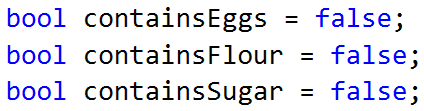 bool containsEggs = false;
bool containsFlour = false;
bool containsSugar = false;